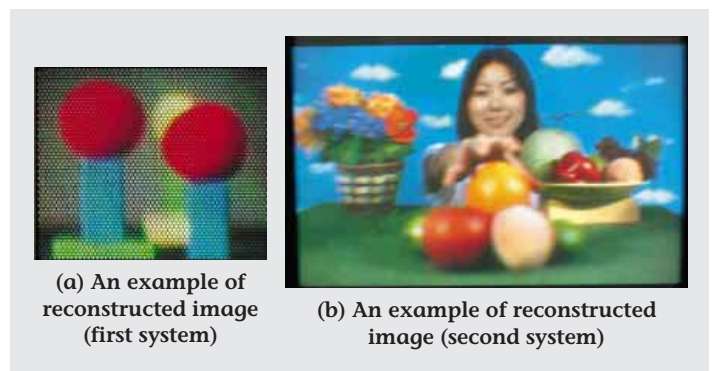 (a) An example of
reconstructed image
(first system)
(b) An example of reconstructed
image (second system)